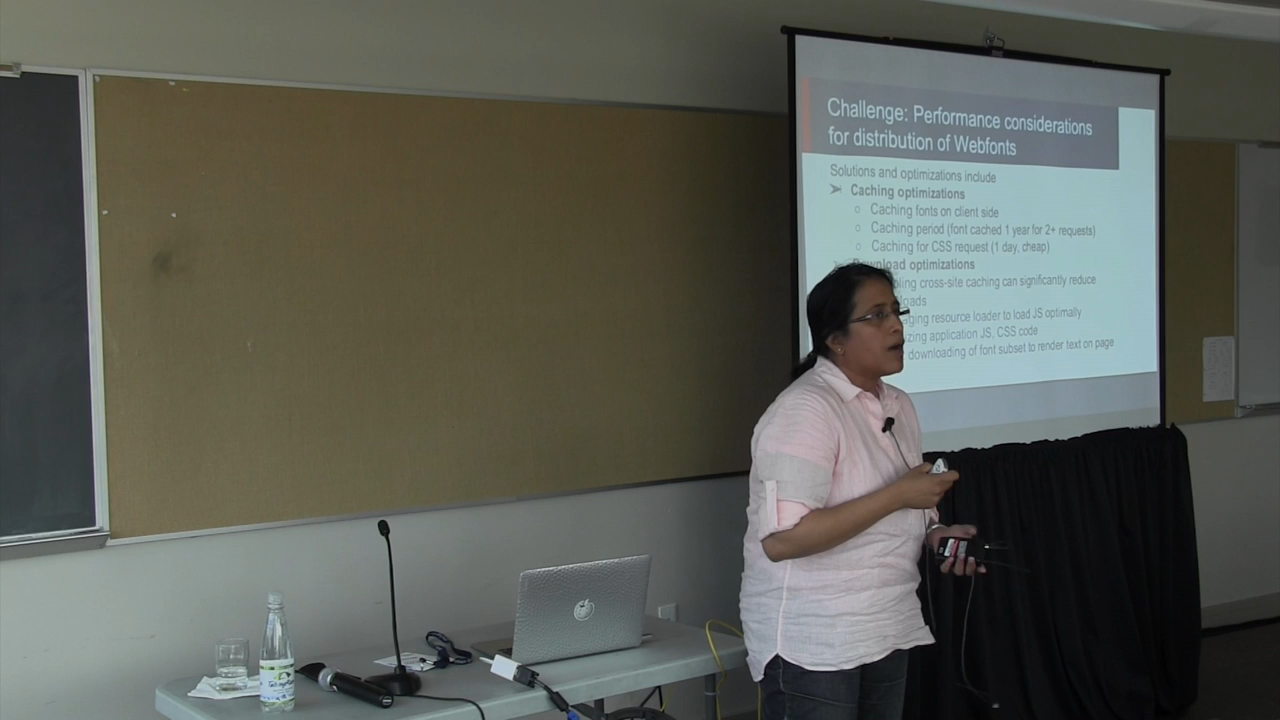 Challenge: Performance considerations
for distribution of Webfonts
Solutions and optimizations include
➤ Caching optimizations
○ Caching fonts on client side
○ Caching period (font cached 1 year for 2+ requests)
○ Caching for CSS request (1 day, cheap)
optimizations
cross-site caching can significantly reduce
resource loader to load JS optimally
application JS, CSS code
downloading of font subset to render text on page